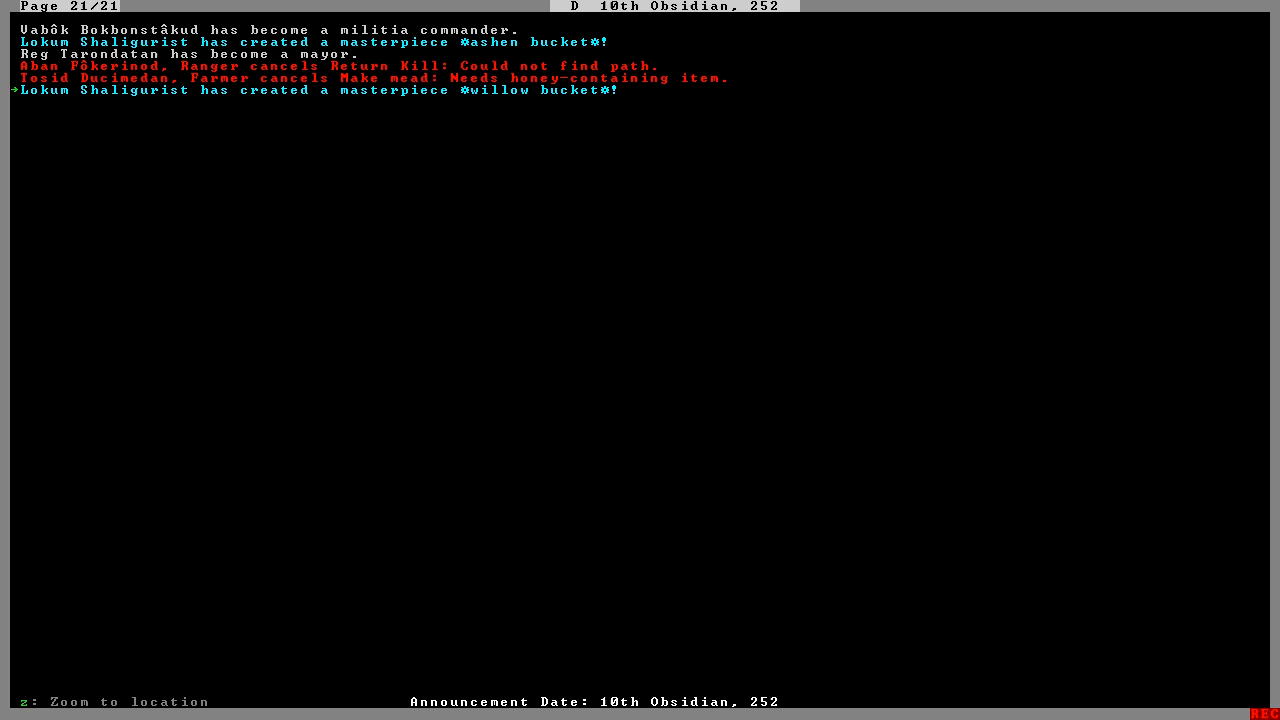 Page 21/21
D 10th Obsidian, 252
Vabôk Bokbonstâkud has become a militia commander.
Lokum Shaligurist has created a masterpiece ☼ashen bucket☼!
Reg Tarondatan has become a mayor.
Aban Fôkerinod, Ranger cancels Return Kill: Could not find path.
Tosid Ducimedan, Farmer cancels Make mead: Needs honey-containing item.
→Lokum Shaligurist has created a masterpiece ☼willow bucket☼!
z: Zoom to location
Announcement Date: 10th Obsidian, 252
REC